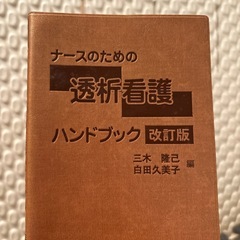 ナースのための
透析看護
ハンドブック 改訂版
三木 隆己
白田久美子 編